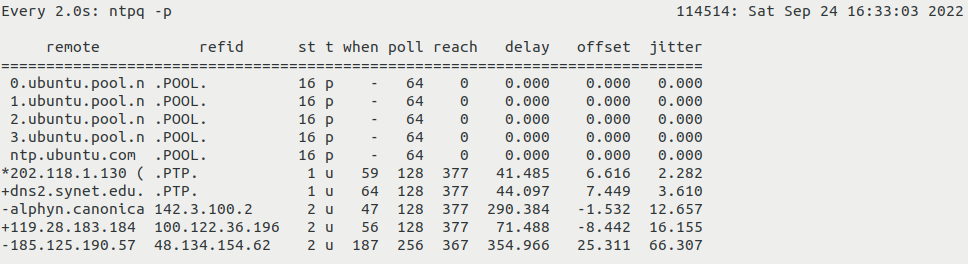 Every 2.0s: ntpq -p 114514: Sat Sep 24 16:33:03 2022
remote refid st t when poll reach delay offset jitter
==============================================================================
0.ubuntu.pool.n .POOL. 16 p - 64 0 0.000 0.000 0.000
1.ubuntu.pool.n .POOL. 16 p - 64 0 0.000 0.000 0.000
2.ubuntu.pool.n .POOL. 16 p - 64 0 0.000 0.000 0.000
3.ubuntu.pool.n .POOL. 16 p - 64 0 0.000 0.000 0.000
ntp.ubuntu.com .POOL. 16 p - 64 0 0.000 0.000 0.000
*202.118.1.130 ( .PTP. 1 u 59 128 377 41.485 6.616 2.282
+dns2.synet.edu. .PTP. 1 u 64 128 377 44.097 7.449 3.610
-alphyn.canonica 142.3.100.2 2 u 47 128 377 290.384 -1.532 12.657
+119.28.183.184 100.122.36.196 2 u 56 128 377 71.488 -8.442 16.155
-185.125.190.57 48.134.154.62 2 u 187 256 367 354.966 25.311 66.307